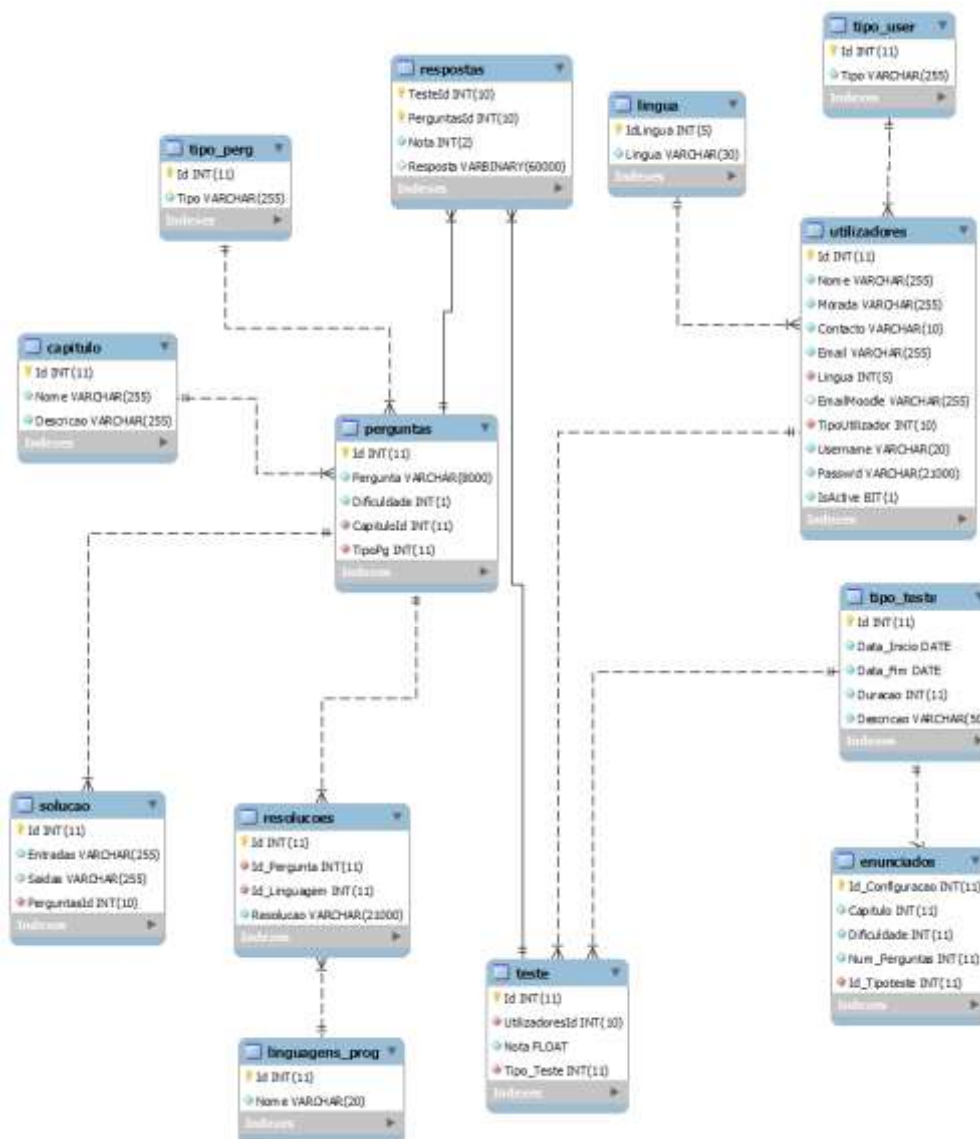 tipo_user
Id INT(11)
Tipo VARCHAR(255)
Indexes
respostas
TesteId INT(10)
PerguntasId INT(10)
Nota INT(2)
Resposta VARBINARY(60000)
Indexes
lingua
IdLingua INT(5)
Lingua VARCHAR(30)
Indexes
tipo_perg
Id INT(11)
Tipo VARCHAR(255)
Indexes
utilizadores
Id INT(11)
Nome VARCHAR(255)
Morada VARCHAR(255)
Contacto VARCHAR(10)
Email VARCHAR(255)
Lingua INT(5)
EmailMoodle VARCHAR(255)
TipoUtilizador INT(10)
Username VARCHAR(20)
Passwrd VARCHAR(21000)
IsActive BIT(1)
Indexes
capitulo
Id INT(11)
Nome VARCHAR(255)
Descricao VARCHAR(255)
Indexes
perguntas
Id INT(11)
Pergunta VARCHAR(8000)
Dificuldade INT(1)
CapituloId INT(11)
TipoPg INT(11)
Indexes
tipo_teste
Id INT(11)
Data_Inicio DATE
Data_Fim DATE
Duracao INT(11)
Descricao VARCHAR(50
Indexes
solucao
Id INT(11)
Entradas VARCHAR(255)
Saidas VARCHAR(255)
PerguntasId INT(10)
Indexes
resolucoes
Id INT(11)
Id_Pergunta INT(11)
Id_Linguagem INT(11)
Resolucao VARCHAR(21000)
Indexes
enunciados
Id_Configuracao INT(11)
Capitulo INT(11)
Dificuldade INT(11)
Num_Perguntas INT(11)
Id_Tipoteste INT(11)
Indexes
teste
Id INT(11)
UtilizadoresId INT(10)
Nota FLOAT
Tipo_Teste INT(11)
Indexes
linguagens_prog
Id INT(11)
Nome VARCHAR(20)
Indexes